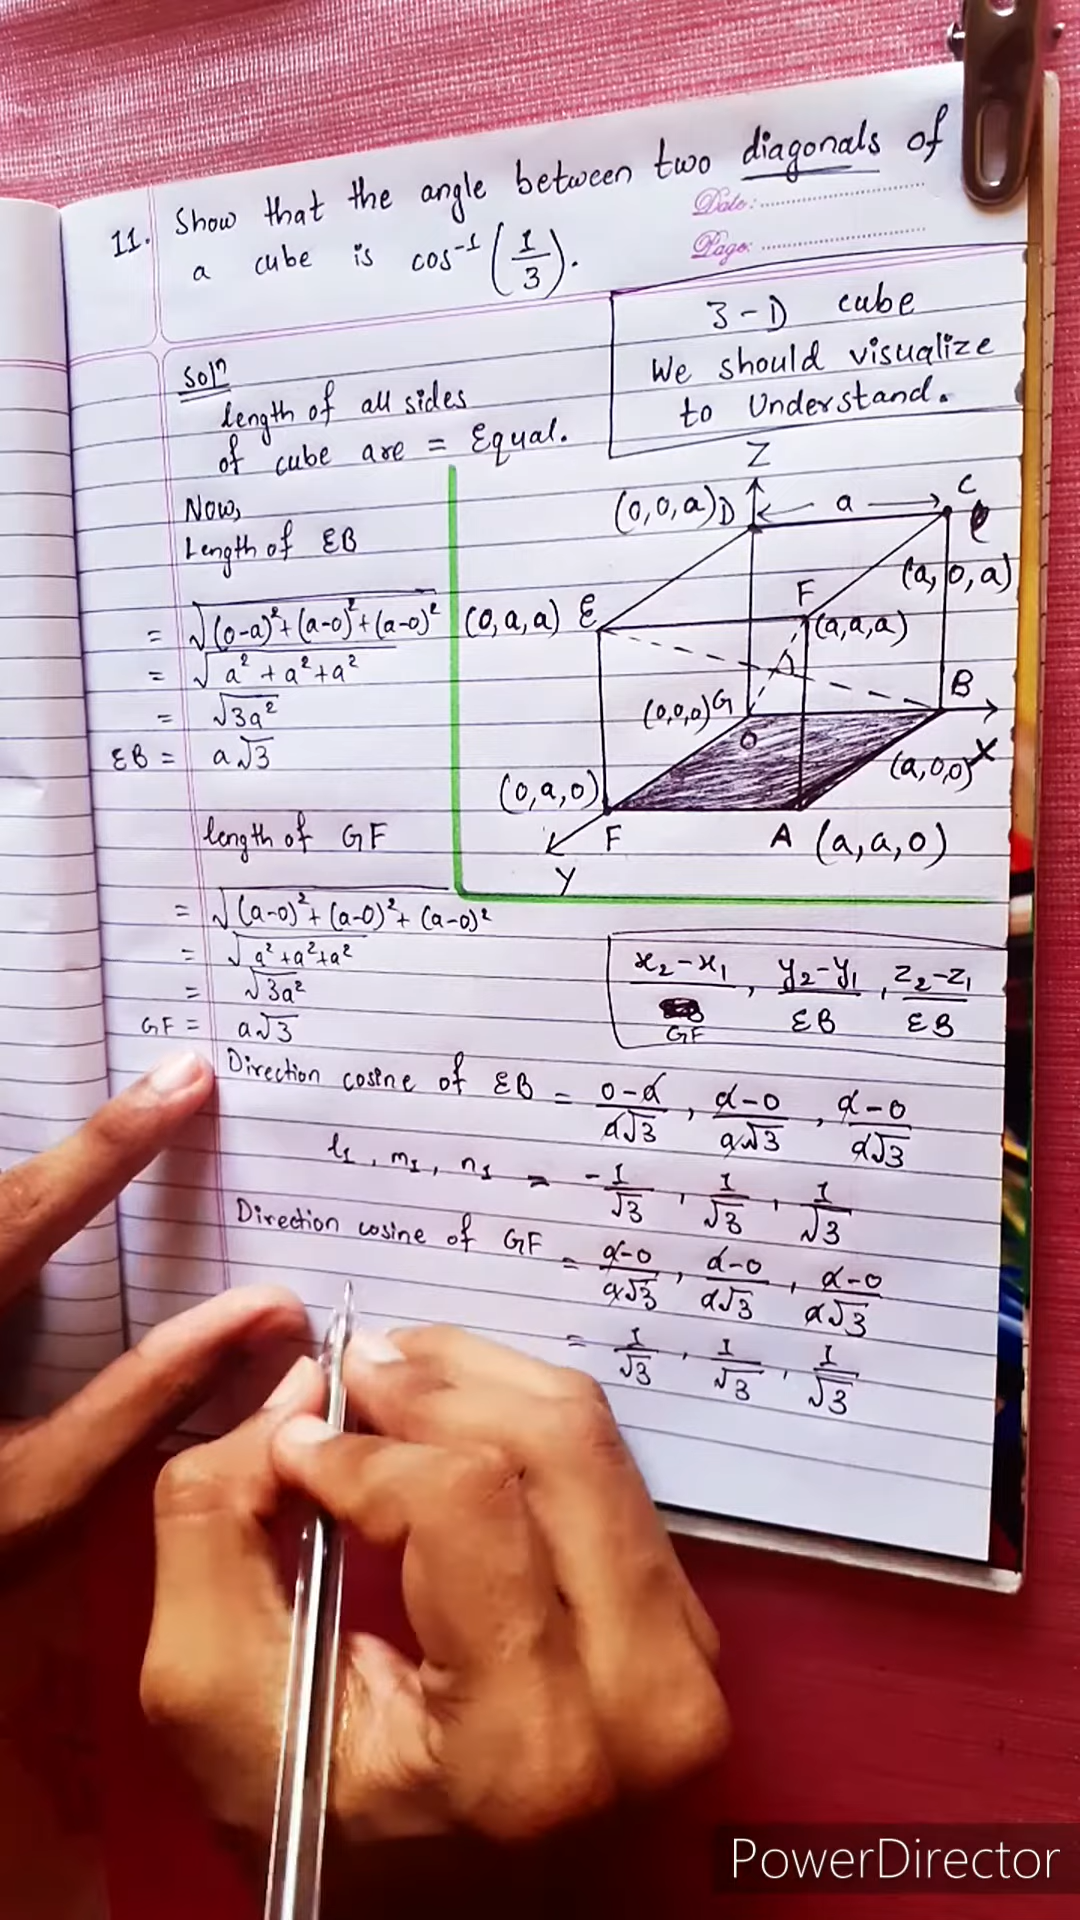 11. Show that the angle between two diagonals of
a cube is cos⁻¹(1/3).
Date:
Page:
3-D cube
We should visualize
to Understand.
Solⁿ
length of all sides
of cube are = Equal.
Now,
Length of EB
= √(0-a)²+(a-0)²+(a-0)²
= √a²+a²+a²
= √3a²
EB = a√3
length of GF
= √(a-0)²+(a-0)²+(a-0)²
= √a²+a²+a²
= √3a²
GF = a√3
Z
(0,0,a) D a C
(a,0,a)
(0,a,a) E F (a,a,a)
(0,0,0) G B
O (a,0,0) X
(0,a,0)
F A (a,a,0)
Y
x₂-x₁/GF, y₂-y₁/EB, z₂-z₁/EB
Direction cosine of EB = 0-a/a√3, a-0/a√3, a-0/a√3
l₁, m₁, n₁ = -1/√3, 1/√3, 1/√3
Direction cosine of GF = a-0/a√3, a-0/a√3, a-0/a√3
= 1/√3, 1/√3, 1/√3
PowerDirector